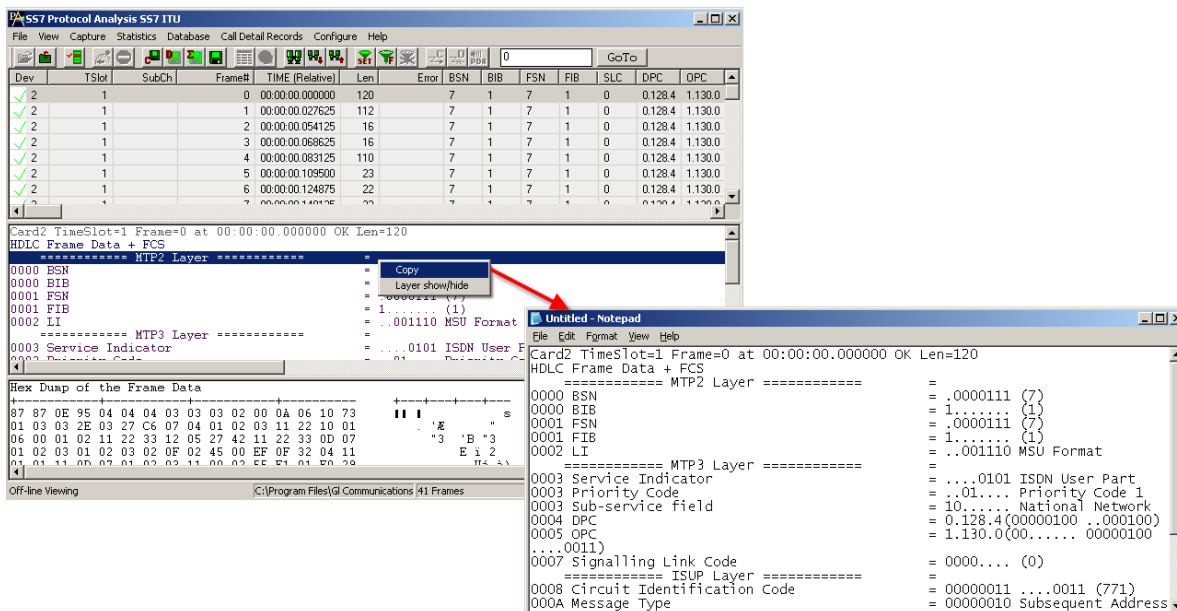 SS7 Protocol Analysis SS7 ITU
File View Capture Statistics Database Call Detail Records Configure Help
0 GoTo
Dev TSlot SubCh Frame# TIME (Relative) Len Error BSN BIB FSN FIB SLC DPC OPC
2 1 0 00:00:00.000000 120 7 1 7 1 0 0.128.4 1.130.0
2 1 1 00:00:00.027625 112 7 1 7 1 0 0.128.4 1.130.0
2 1 2 00:00:00.054125 16 7 1 7 1 0 0.128.4 1.130.0
2 1 3 00:00:00.068625 16 7 1 7 1 0 0.128.4 1.130.0
2 1 4 00:00:00.083125 110 7 1 7 1 0 0.128.4 1.130.0
2 1 5 00:00:00.109500 23 7 1 7 1 0 0.128.4 1.130.0
2 1 6 00:00:00.124875 22 7 1 7 1 0 0.128.4 1.130.0
Card2 TimeSlot=1 Frame=0 at 00:00:00.000000 OK Len=120
HDLC Frame Data + FCS
============ MTP2 Layer ============ =
0000 BSN =
0000 BIB =
0001 FSN = .0000111 (7)
0001 FIB = 1....... (1)
0002 LI = ..001110 MSU Format
============ MTP3 Layer ============ =
0003 Service Indicator = ....0101 ISDN User
Copy
Layer show/hide
Hex Dump of the Frame Data
87 87 0E 95 04 04 04 03 03 03 02 00 0A 06 10 73
01 03 03 2E 03 27 C6 07 04 01 02 03 11 22 10 01
06 00 01 02 11 22 33 12 05 27 42 11 22 33 0D 07
01 02 03 01 02 03 02 0F 02 45 00 EF 0F 32 04 11
Off-line Viewing C:\Program Files\Gl Communications 41 Frames
Untitled - Notepad
File Edit Format View Help
Card2 TimeSlot=1 Frame=0 at 00:00:00.000000 OK Len=120
HDLC Frame Data + FCS
============ MTP2 Layer ============ =
0000 BSN = .0000111 (7)
0000 BIB = 1....... (1)
0001 FSN = .0000111 (7)
0001 FIB = 1....... (1)
0002 LI = ..001110 MSU Format
============ MTP3 Layer ============ =
0003 Service Indicator = ....0101 ISDN User Part
0003 Priority Code = ..01.... Priority Code 1
0003 Sub-service field = 10...... National Network
0004 DPC = 0.128.4(00000100 ..000100)
0005 OPC = 1.130.0(00...... 00000100
....0011)
0007 Signalling Link Code = 0000.... (0)
============ ISUP Layer ============ =
0008 Circuit Identification Code = 00000011 ....0011 (771)
000A Message Type = 00000010 Subsequent Address